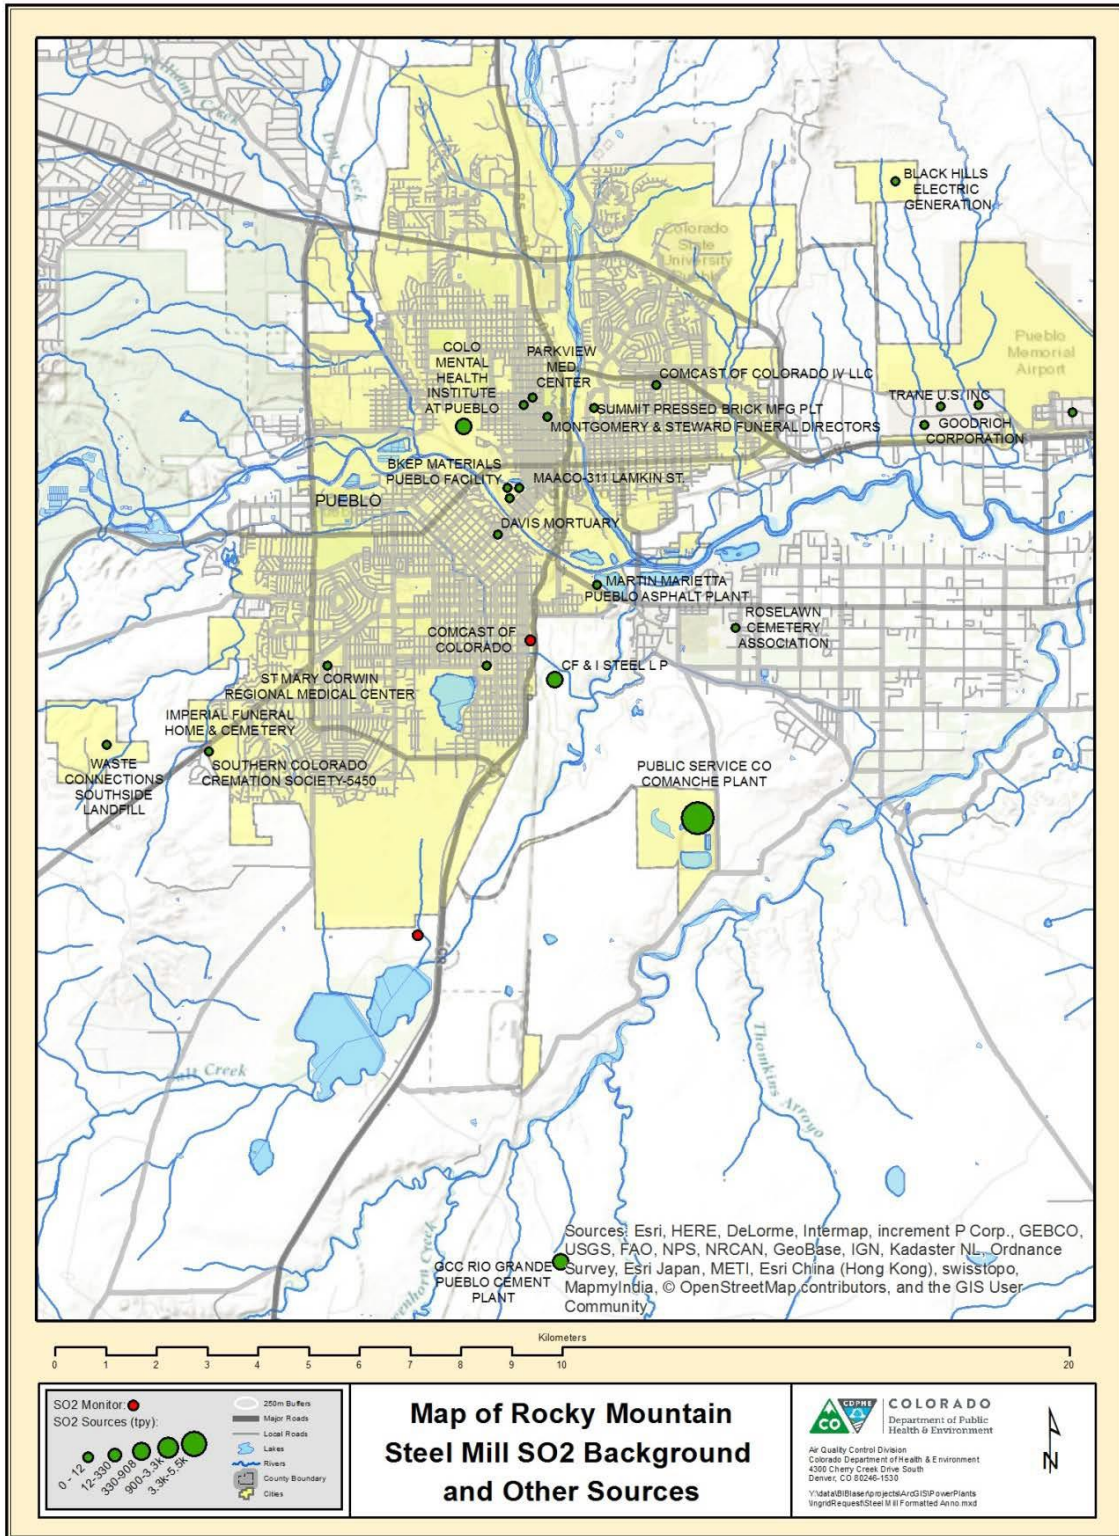 Dry Creek
BLACK HILLS
ELECTRIC
GENERATION
Colorado
State
University
Pueblo
Pueblo
Memorial
Airport
COLO
MENTAL
HEALTH
INSTITUTE
AT PUEBLO
PARKVIEW
MED.
CENTER
COMCAST OF COLORADO IV LLC
SUMMIT PRESSED BRICK MFG PLT
MONTGOMERY & STEWARD FUNERAL DIRECTORS
TRANE U.S. INC
GOODRICH
CORPORATION
BKEP MATERIALS
PUEBLO FACILITY
MAACO-311 LAMKIN ST.
PUEBLO
DAVIS MORTUARY
MARTIN MARIETTA
PUEBLO ASPHALT PLANT
ROSELAWN
CEMETERY
ASSOCIATION
COMCAST OF
COLORADO
CF & I STEEL L P
ST MARY CORWIN
REGIONAL MEDICAL CENTER
IMPERIAL FUNERAL
HOME & CEMETERY
SOUTHERN COLORADO
CREMATION SOCIETY-5450
WASTE
CONNECTIONS
SOUTHSIDE
LANDFILL
PUBLIC SERVICE CO
COMANCHE PLANT
Salt Creek
Thomkins Arroyo
GCC RIO GRANDE
PUEBLO CEMENT
PLANT
Sources: Esri, HERE, DeLorme, Intermap, increment P Corp., GEBCO,
USGS, FAO, NPS, NRCAN, GeoBase, IGN, Kadaster NL, Ordnance
Survey, Esri Japan, METI, Esri China (Hong Kong), swisstopo,
MapmyIndia, © OpenStreetMap contributors, and the GIS User
Community
Kilometers
0 1 2 3 4 5 6 7 8 9 10 20
SO2 Monitor:
SO2 Sources (tpy):
0 - 12
12-330
330-908
900-3.3k
3.3k-5.5k
250m Buffers
Major Roads
Local Roads
Lakes
Rivers
County Boundary
Cities
Map of Rocky Mountain
Steel Mill SO2 Background
and Other Sources
CO
CDPHE
COLORADO
Department of Public
Health & Environment
Air Quality Control Division
Colorado Department of Health & Environment
4300 Cherry Creek Drive South
Denver, CO 80246-1530
N